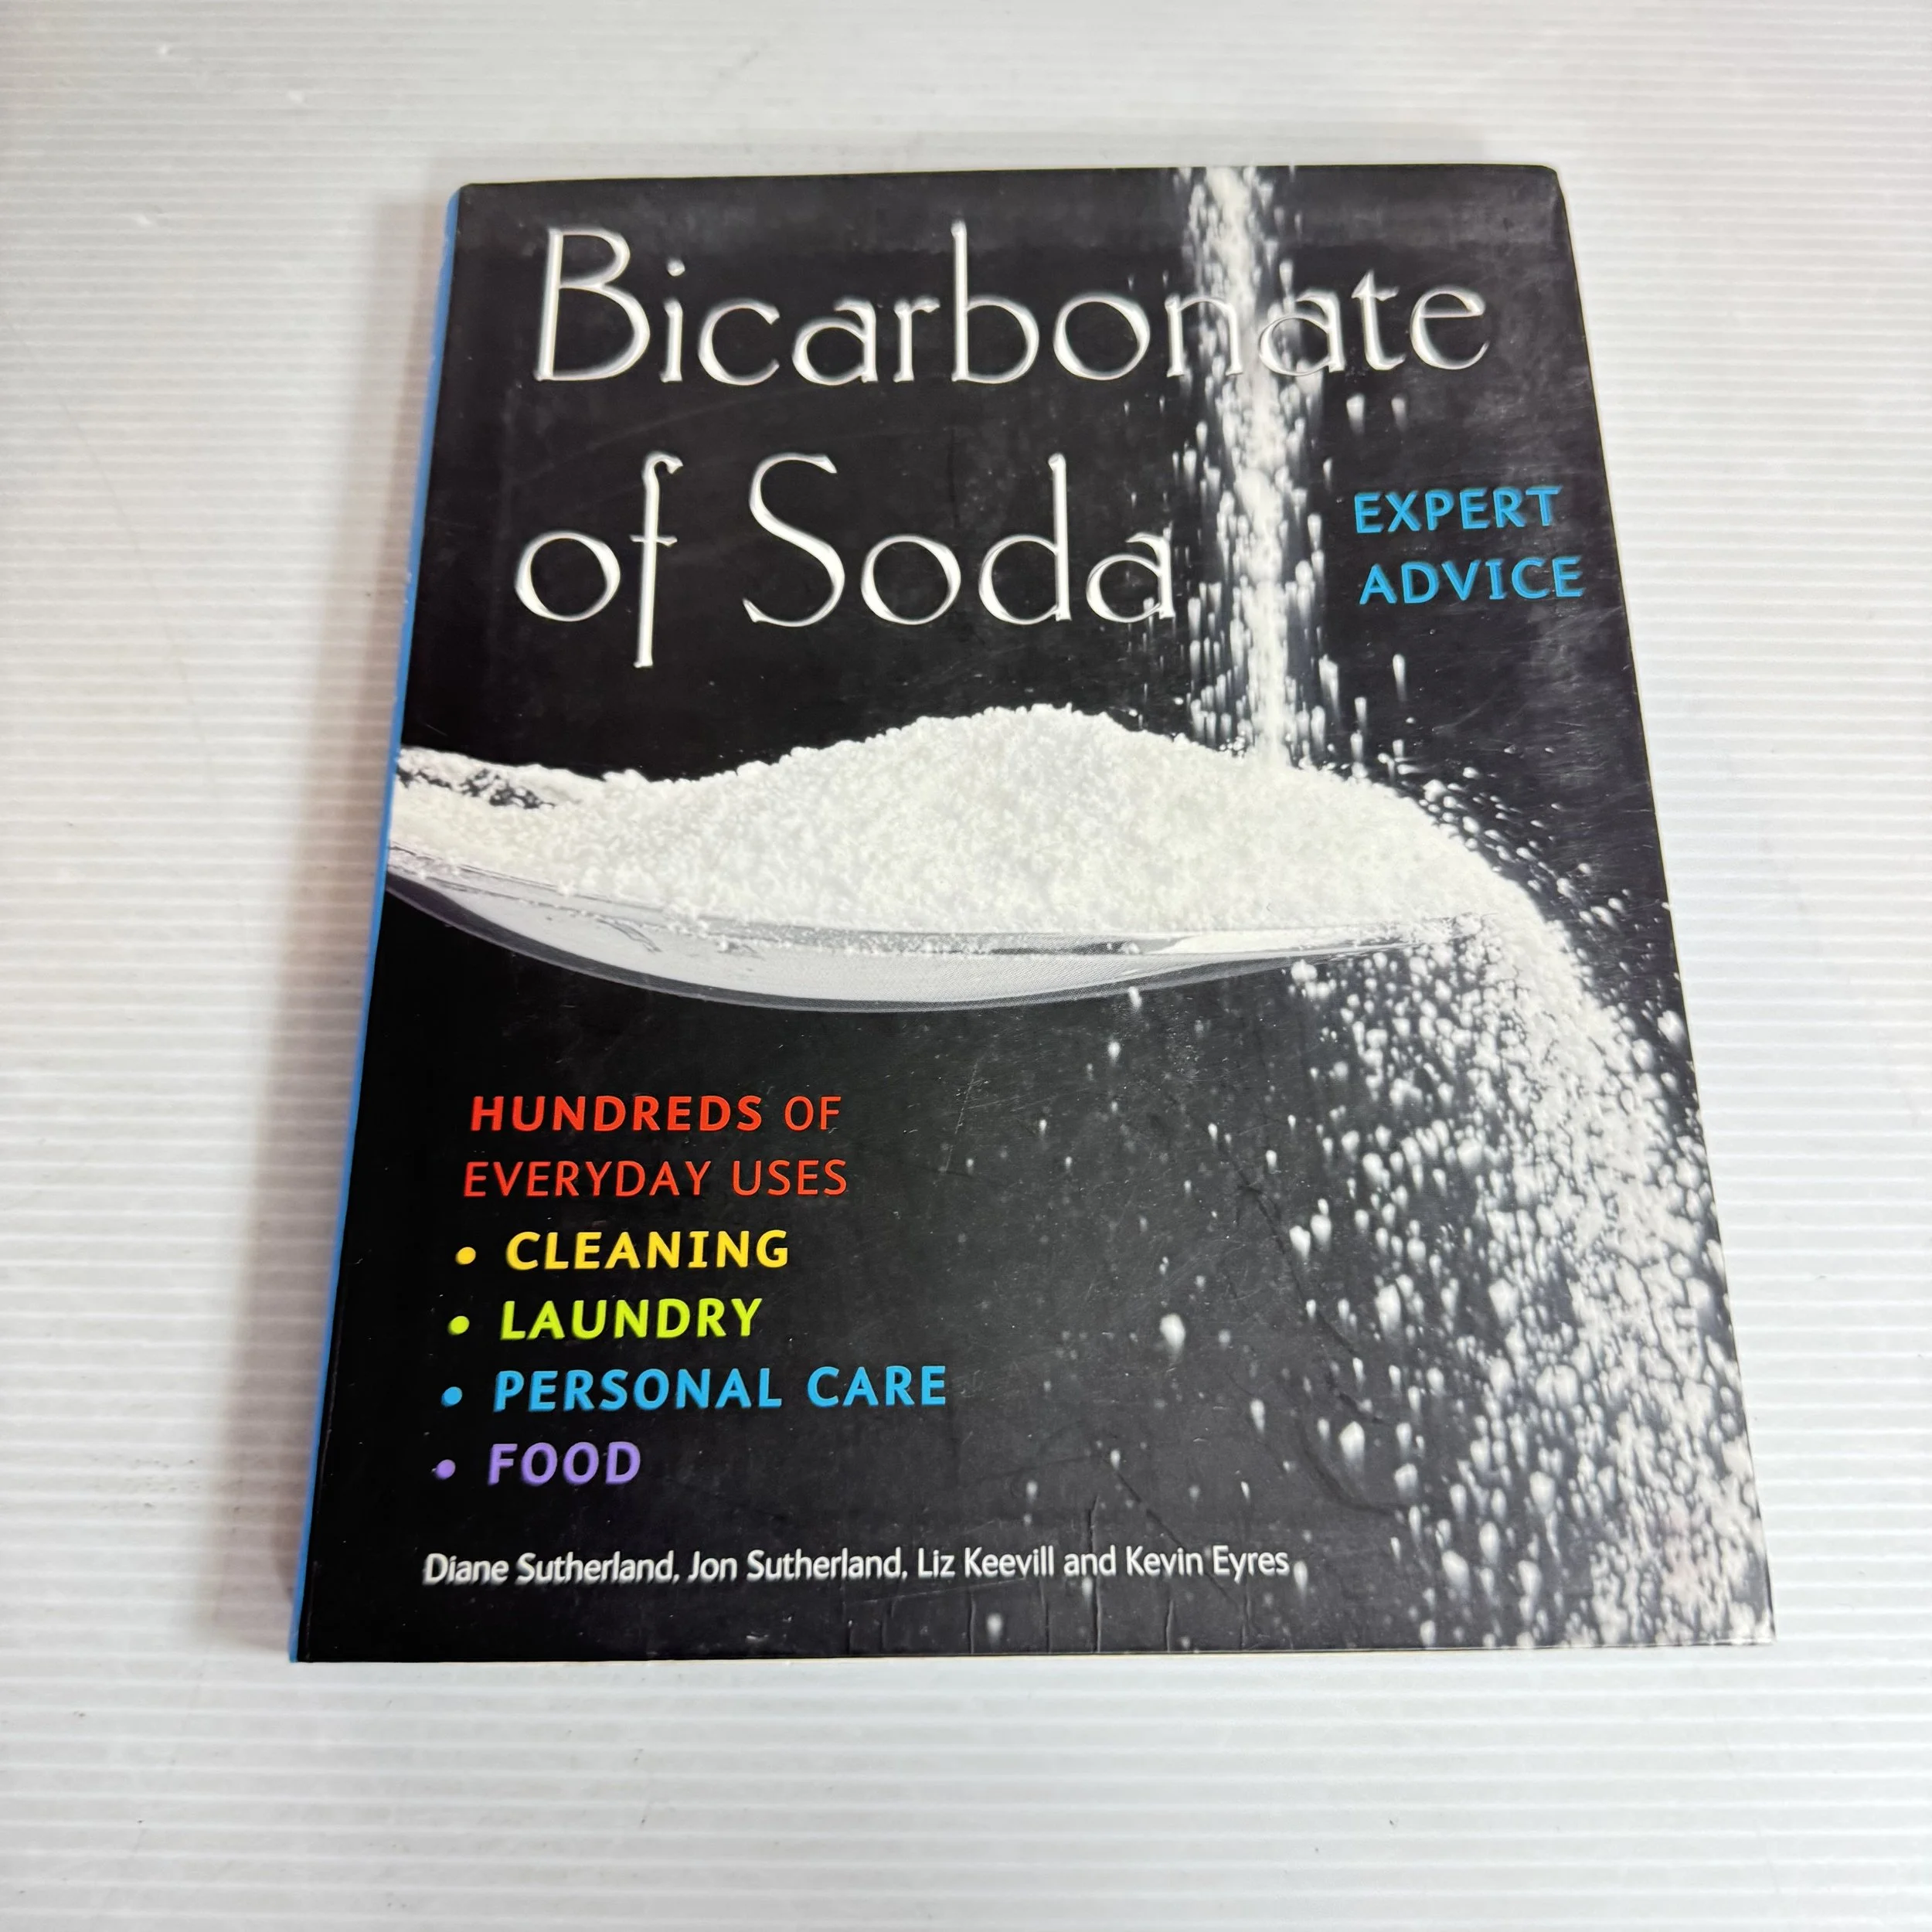 Bicarbonate
of Soda
EXPERT
ADVICE
HUNDREDS OF
EVERYDAY USES
• CLEANING
• LAUNDRY
• PERSONAL CARE
• FOOD
Diane Sutherland, Jon Sutherland, Liz Keevill and Kevin Eyres